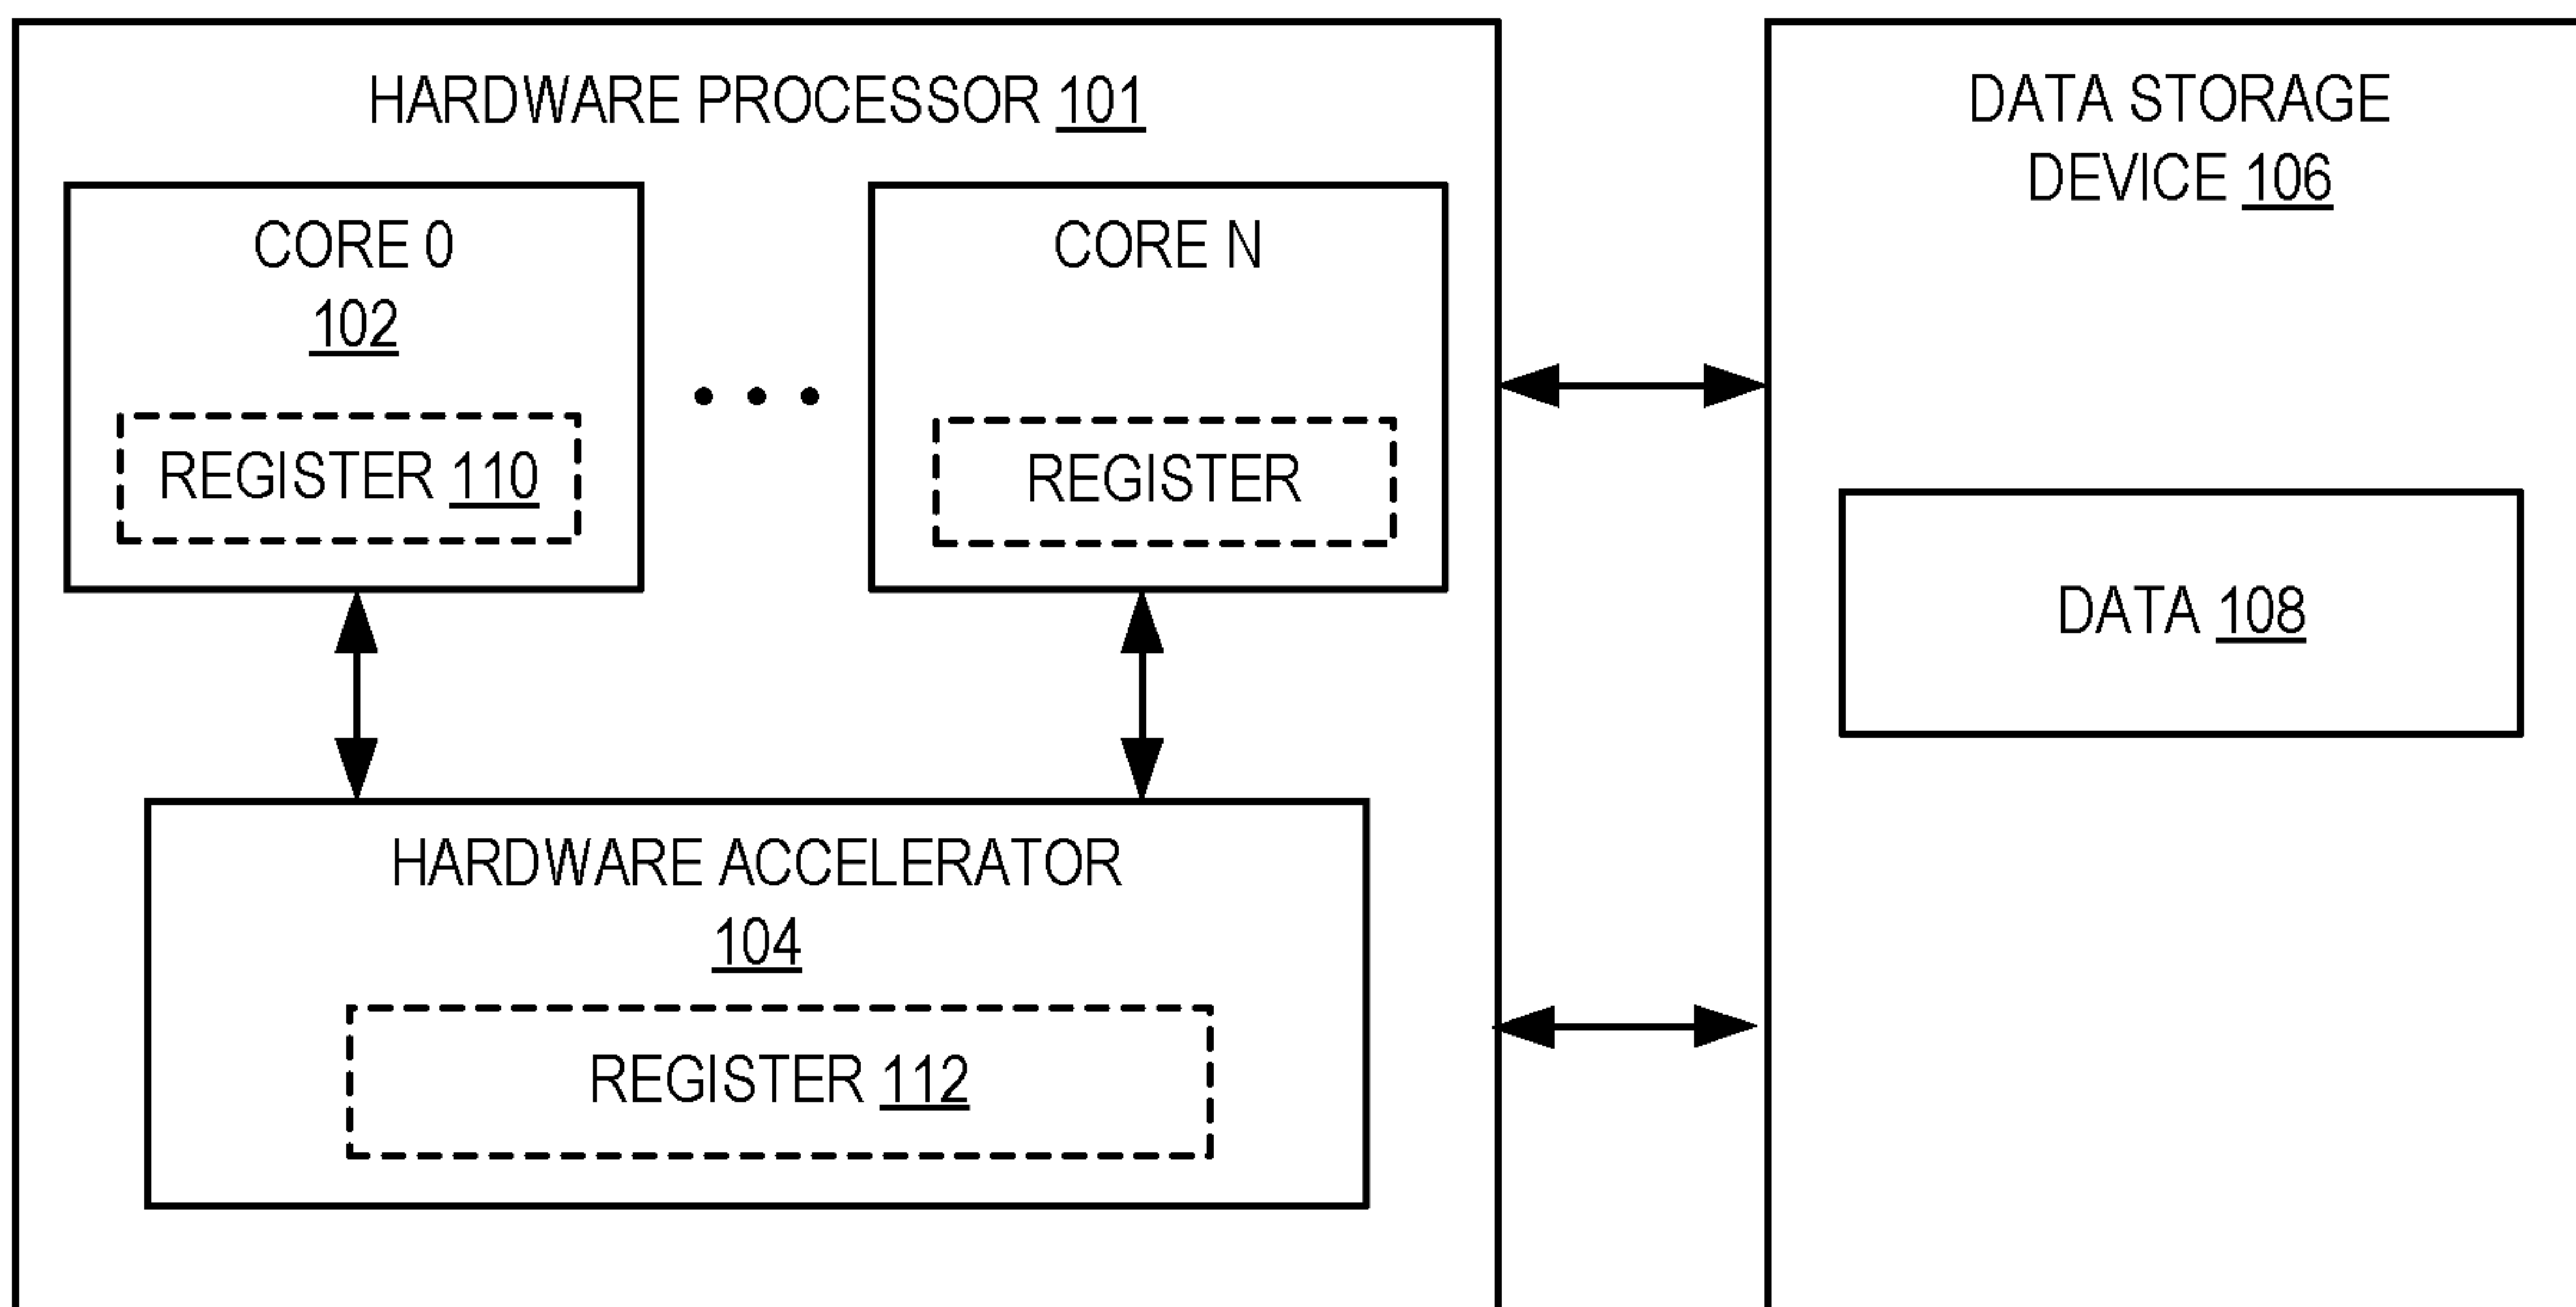 HARDWARE PROCESSOR 101
CORE 0
102
REGISTER 110
CORE N
REGISTER
HARDWARE ACCELERATOR
104
REGISTER 112
DATA STORAGE
DEVICE 106
DATA 108